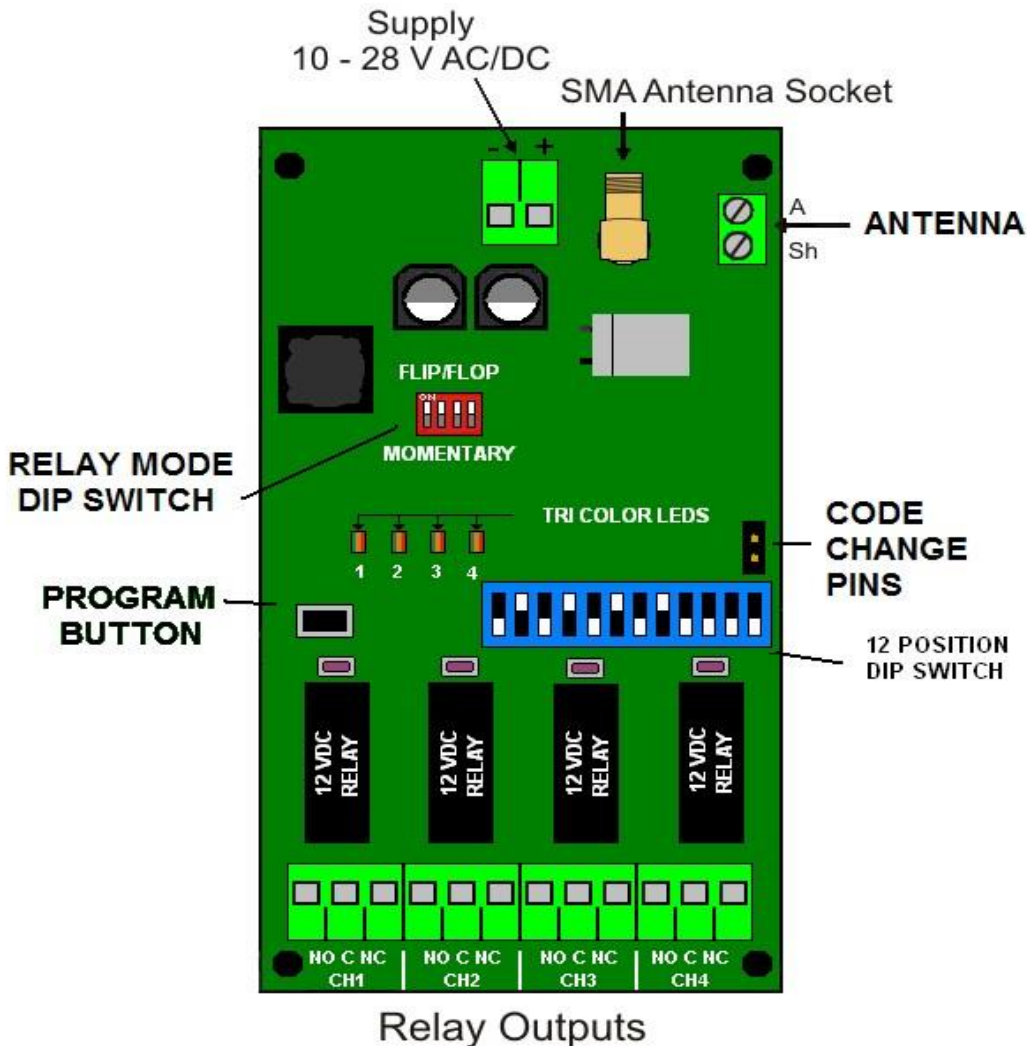 Supply
10 - 28 V AC/DC
SMA Antenna Socket
- +
A
ANTENNA
Sh
FLIP/FLOP
ON
MOMENTARY
RELAY MODE
DIP SWITCH
TRI COLOR LEDS
CODE
CHANGE
PINS
1 2 3 4
PROGRAM
BUTTON
12 POSITION
DIP SWITCH
12 VDC
RELAY
12 VDC
RELAY
12 VDC
RELAY
12 VDC
RELAY
NO C NC
CH1
NO C NC
CH2
NO C NC
CH3
NO C NC
CH4
Relay Outputs